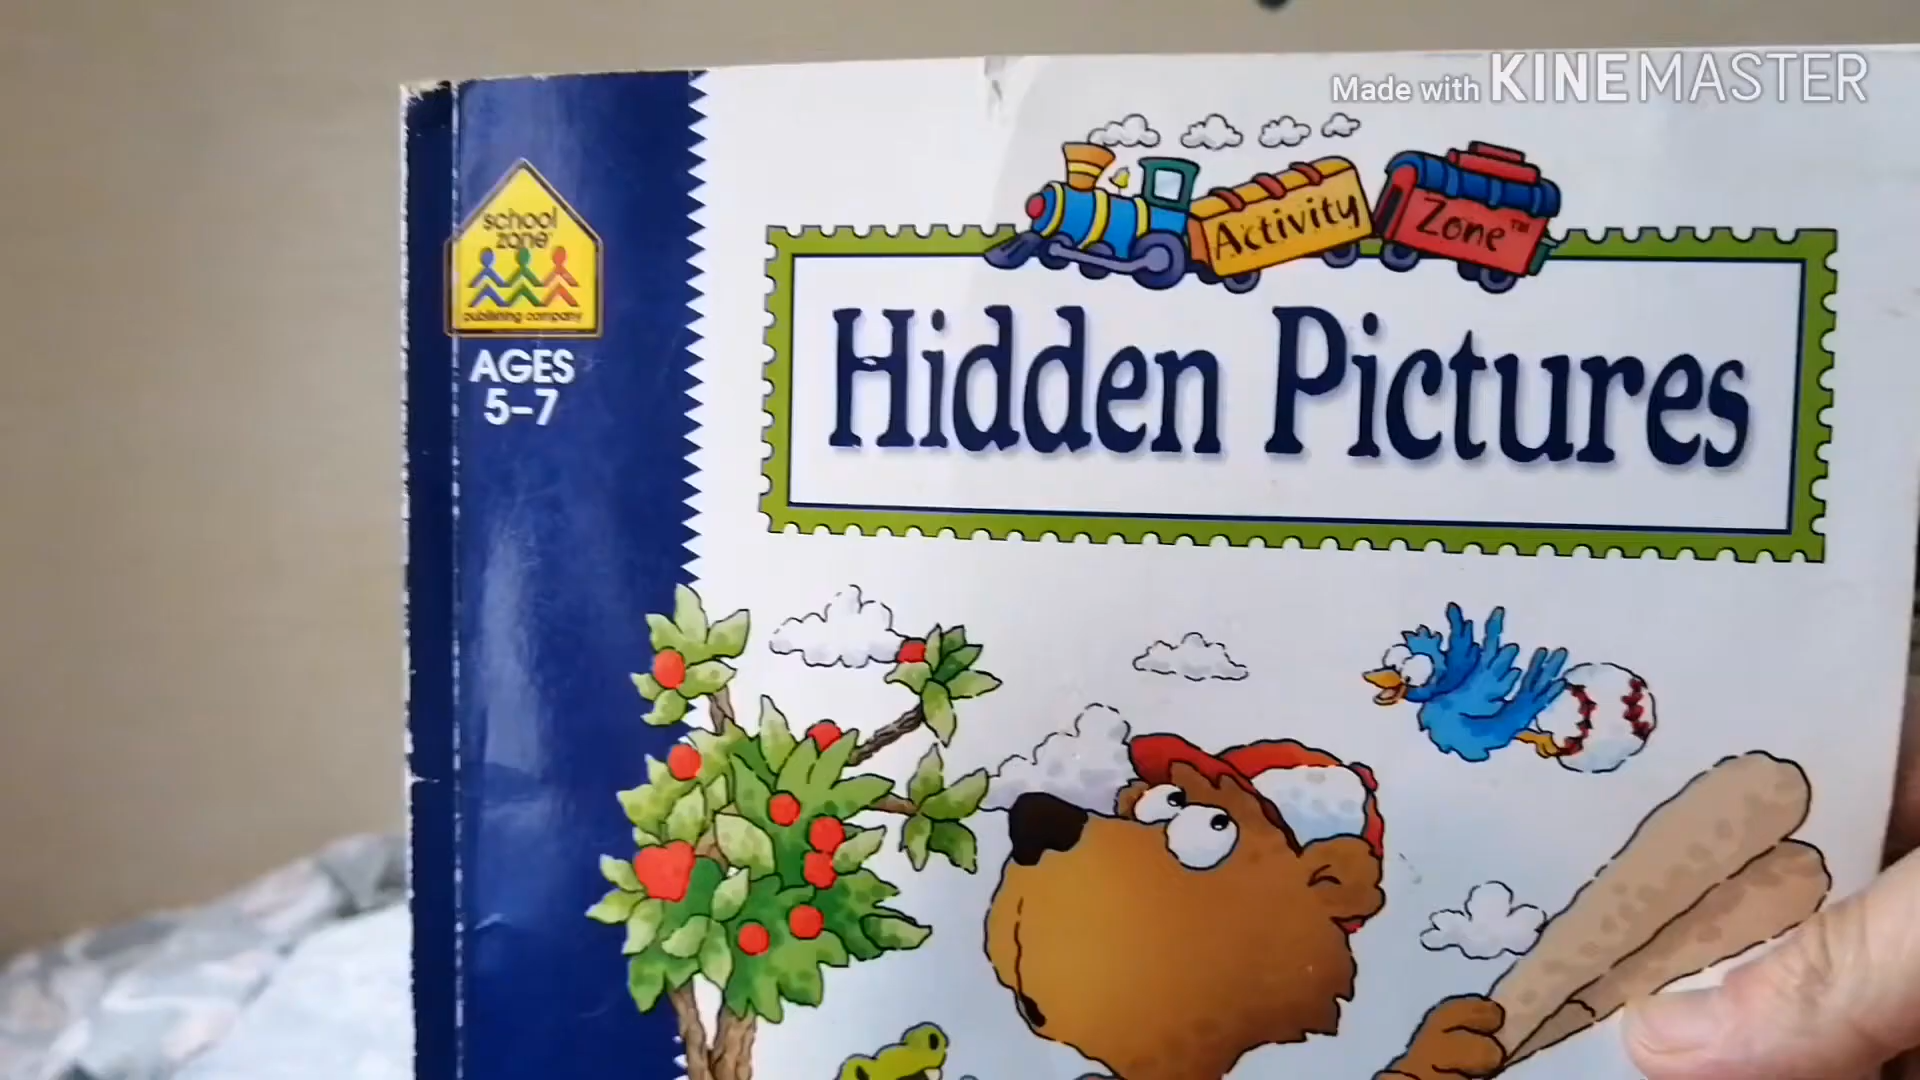 Made with KINEMASTER
school
zone®
publishing company
AGES
5-7
Activity Zone™
Hidden Pictures